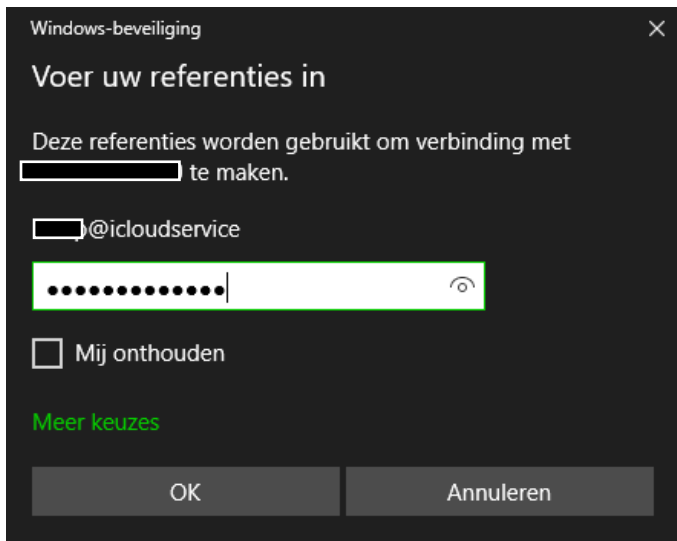 Windows-beveiliging
Voer uw referenties in
Deze referenties worden gebruikt om verbinding met
te maken.
@icloudservice
Mij onthouden
Meer keuzes
OK
Annuleren